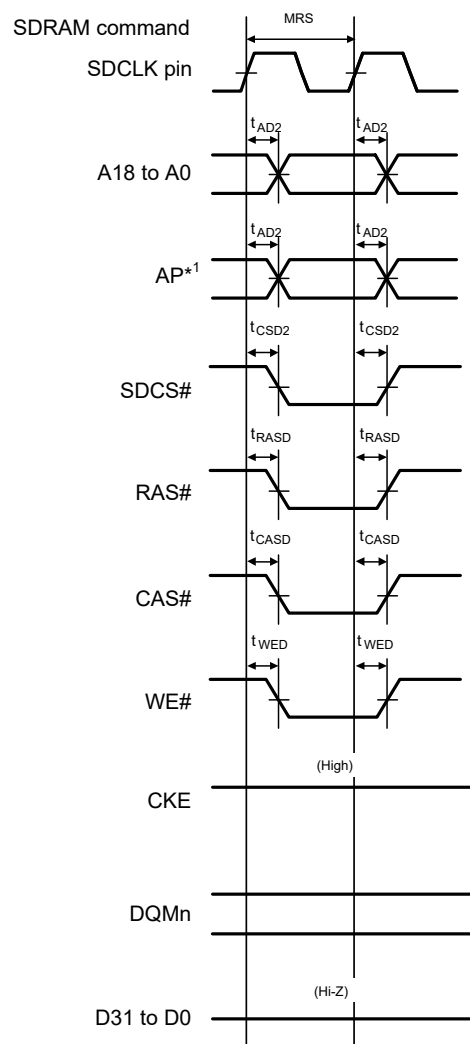 SDRAM command
MRS
SDCLK pin
tAD2 tAD2
A18 to A0
tAD2 tAD2
AP*1
tCSD2 tCSD2
SDCS#
tRASD tRASD
RAS#
tCASD tCASD
CAS#
tWED tWED
WE#
(High)
CKE
DQMn
(Hi-Z)
D31 to D0